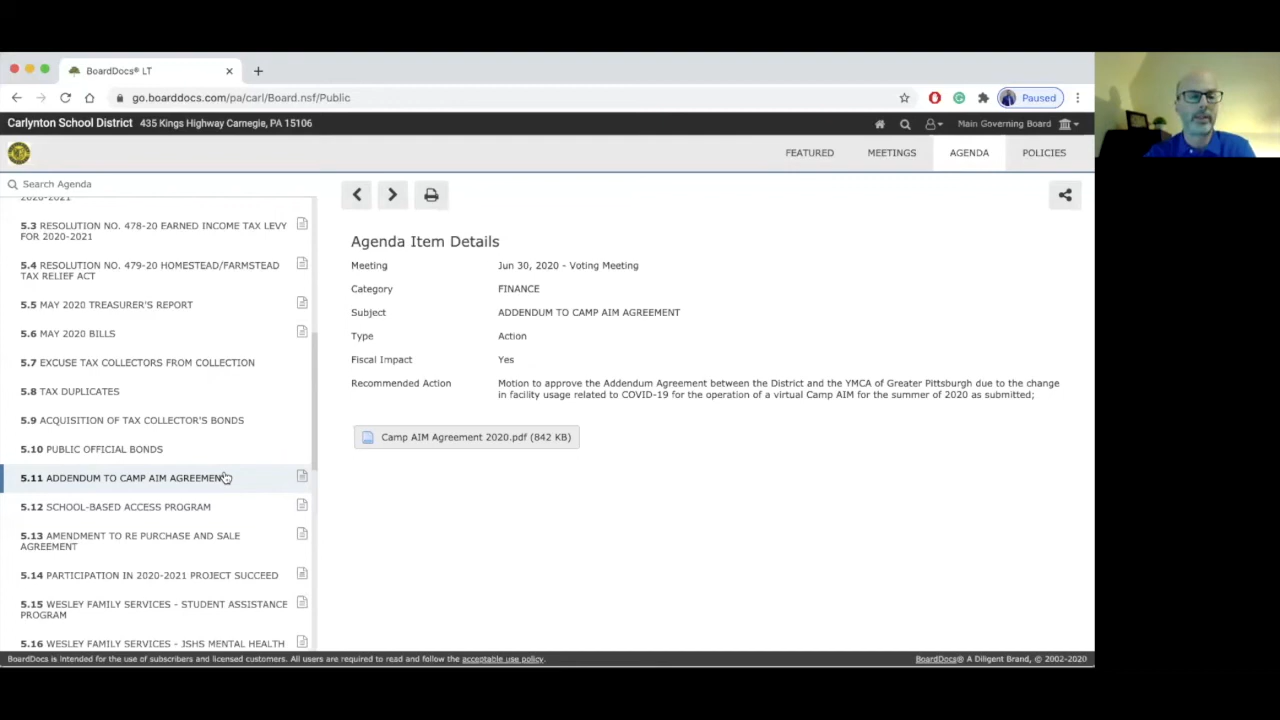 BoardDocs® LT
go.boarddocs.com/pa/carl/Board.nsf/Public
Paused
Carlynton School District 435 Kings Highway Carnegie, PA 15106
Main Governing Board
FEATURED
MEETINGS
AGENDA
POLICIES
Search Agenda
2020-2021
5.3 RESOLUTION NO. 478-20 EARNED INCOME TAX LEVY
FOR 2020-2021
5.4 RESOLUTION NO. 479-20 HOMESTEAD/FARMSTEAD
TAX RELIEF ACT
5.5 MAY 2020 TREASURER'S REPORT
5.6 MAY 2020 BILLS
5.7 EXCUSE TAX COLLECTORS FROM COLLECTION
5.8 TAX DUPLICATES
5.9 ACQUISITION OF TAX COLLECTOR'S BONDS
5.10 PUBLIC OFFICIAL BONDS
5.11 ADDENDUM TO CAMP AIM AGREEMENT
5.12 SCHOOL-BASED ACCESS PROGRAM
5.13 AMENDMENT TO RE PURCHASE AND SALE
AGREEMENT
5.14 PARTICIPATION IN 2020-2021 PROJECT SUCCEED
5.15 WESLEY FAMILY SERVICES - STUDENT ASSISTANCE
PROGRAM
5.16 WESLEY FAMILY SERVICES - JSHS MENTAL HEALTH
Agenda Item Details
Meeting Jun 30, 2020 - Voting Meeting
Category FINANCE
Subject ADDENDUM TO CAMP AIM AGREEMENT
Type Action
Fiscal Impact Yes
Recommended Action Motion to approve the Addendum Agreement between the District and the YMCA of Greater Pittsburgh due to the change
in facility usage related to COVID-19 for the operation of a virtual Camp AIM for the summer of 2020 as submitted;
Camp AIM Agreement 2020.pdf (842 KB)
BoardDocs is intended for the use of subscribers and licensed customers. All users are required to read and follow the acceptable use policy.
BoardDocs® A Diligent Brand, © 2002-2020